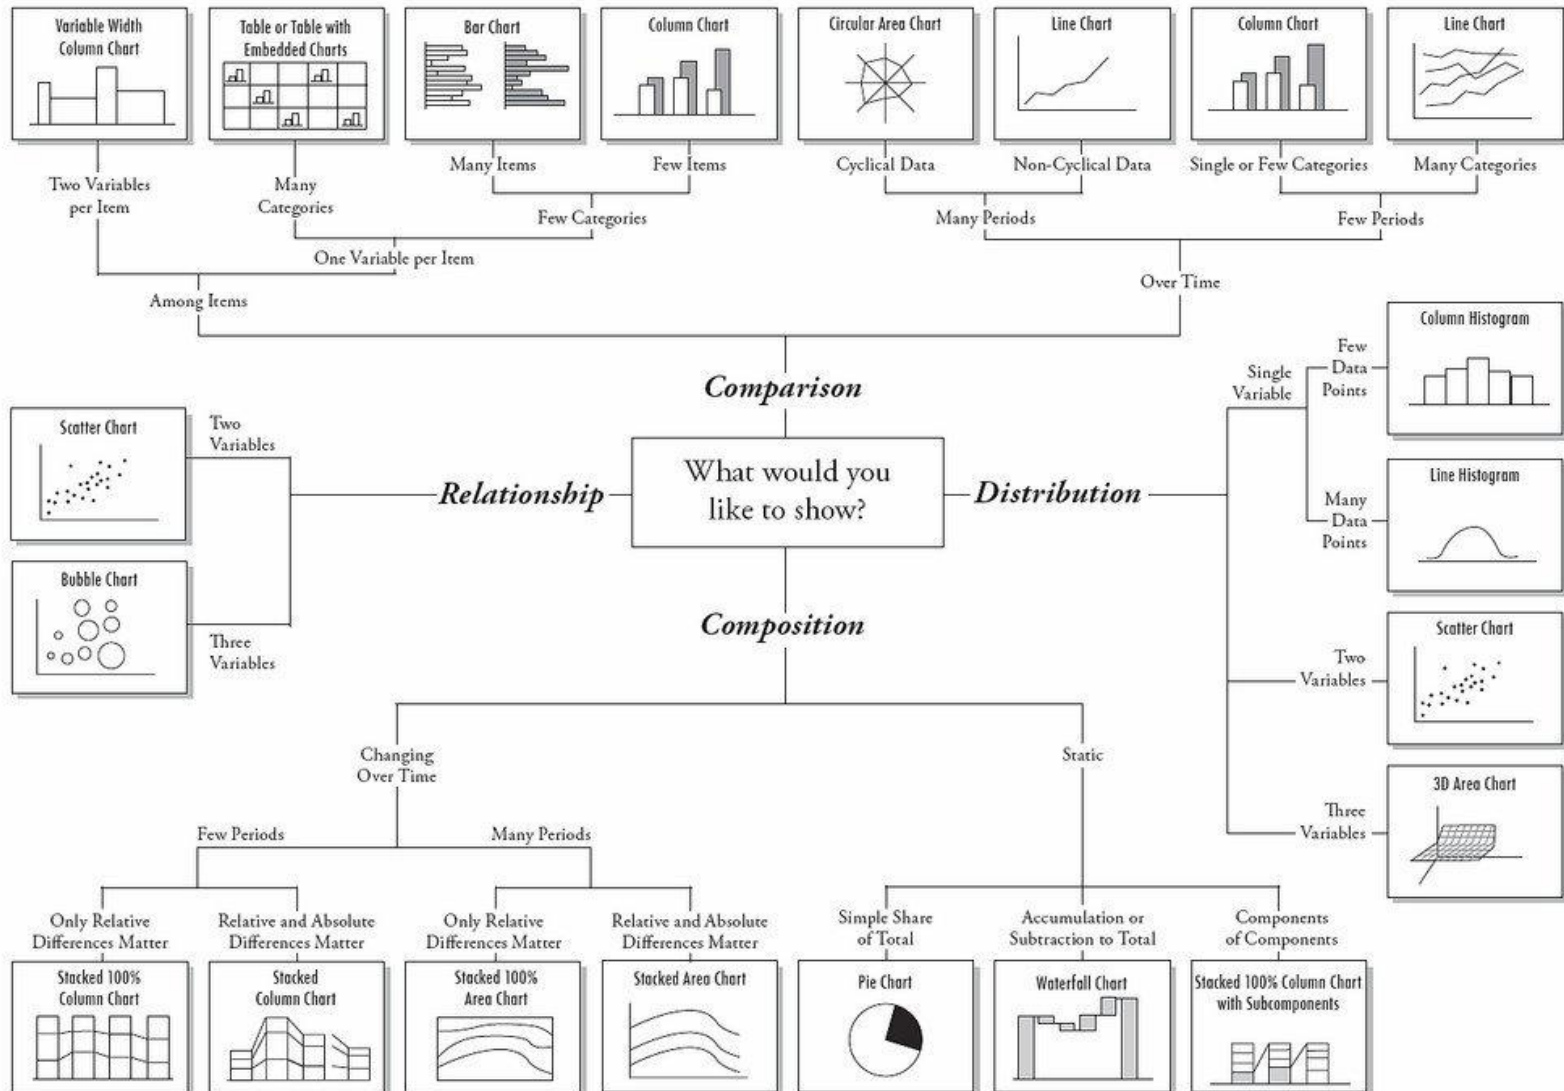 Variable Width
Column Chart
Table or Table with
Embedded Charts
Bar Chart
Column Chart
Circular Area Chart
Line Chart
Column Chart
Line Chart
Two Variables
per Item
Many
Categories
Many Items
Few Items
Cyclical Data
Non-Cyclical Data
Single or Few Categories
Many Categories
Few Categories
Many Periods
Few Periods
One Variable per Item
Among Items
Over Time
Comparison
What would you
like to show?
Relationship
Two
Variables
Scatter Chart
Three
Variables
Bubble Chart
Distribution
Single
Variable
Few
Data
Points
Column Histogram
Many
Data
Points
Line Histogram
Two
Variables
Scatter Chart
Three
Variables
3D Area Chart
Composition
Changing
Over Time
Static
Few Periods
Many Periods
Only Relative
Differences Matter
Relative and Absolute
Differences Matter
Only Relative
Differences Matter
Relative and Absolute
Differences Matter
Simple Share
of Total
Accumulation or
Subtraction to Total
Components
of Components
Stacked 100%
Column Chart
Stacked
Column Chart
Stacked 100%
Area Chart
Stacked Area Chart
Pie Chart
Waterfall Chart
Stacked 100% Column Chart
with Subcomponents